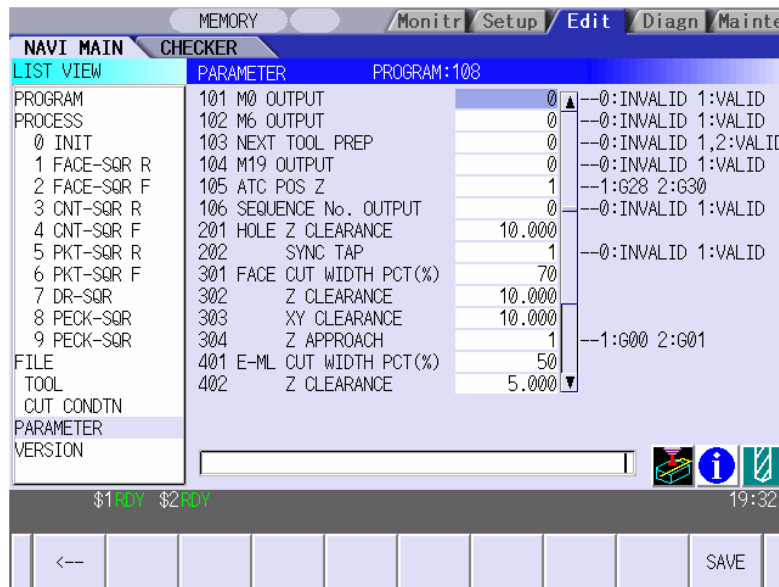 MEMORY Monitr Setup Edit Diagn Mainte
NAVI MAIN CHECKER
LIST VIEW
PROGRAM
PROCESS
0 INIT
1 FACE-SQR R
2 FACE-SQR F
3 CNT-SQR R
4 CNT-SQR F
5 PKT-SQR R
6 PKT-SQR F
7 DR-SQR
8 PECK-SQR
9 PECK-SQR
FILE
TOOL
CUT CONDTN
PARAMETER
VERSION
PARAMETER PROGRAM:108
101 M0 OUTPUT 0 --0:INVALID 1:VALID
102 M6 OUTPUT 0 --0:INVALID 1:VALID
103 NEXT TOOL PREP 0 --0:INVALID 1,2:VALID
104 M19 OUTPUT 0 --0:INVALID 1:VALID
105 ATC POS Z 1 --1:G28 2:G30
106 SEQUENCE No. OUTPUT 0 --0:INVALID 1:VALID
201 HOLE Z CLEARANCE 10.000
202 SYNC TAP 1 --0:INVALID 1:VALID
301 FACE CUT WIDTH PCT(%) 70
302 Z CLEARANCE 10.000
303 XY CLEARANCE 10.000
304 Z APPROACH 1 --1:G00 2:G01
401 E-ML CUT WIDTH PCT(%) 50
402 Z CLEARANCE 5.000
$1 RDY $2 RDY 19:32
<-- SAVE